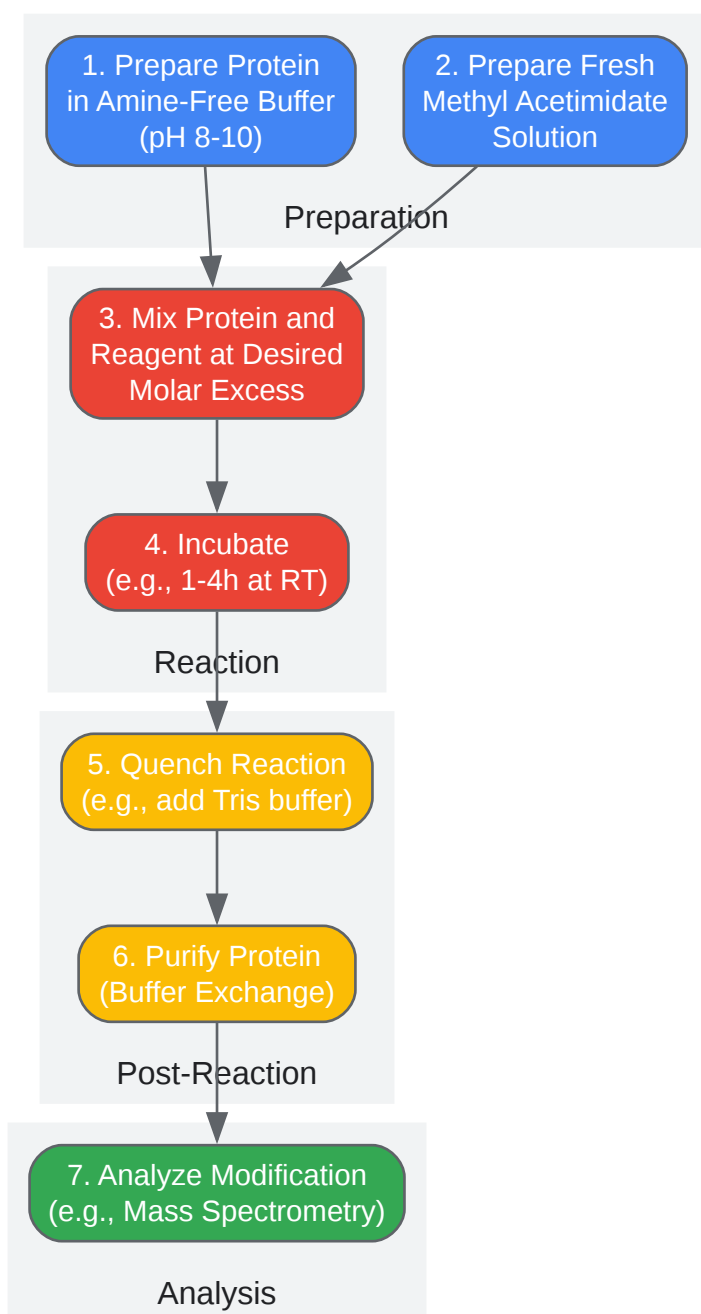 1. Prepare Protein
in Amine-Free Buffer
(pH 8-10)
2. Prepare Fresh
Methyl Acetimidate
Solution
Preparation
3. Mix Protein and
Reagent at Desired
Molar Excess
4. Incubate
(e.g., 1-4h at RT)
Reaction
5. Quench Reaction
(e.g., add Tris buffer)
6. Purify Protein
(Buffer Exchange)
Post-Reaction
7. Analyze Modification
(e.g., Mass Spectrometry)
Analysis